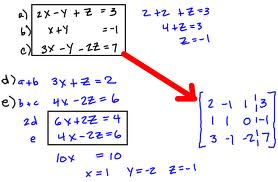 a) 2x-y+z=3
b) x+y =-1
c) 3x-y-2z=7
2+2+z=3
4+z=3
z=-1
d) a+b 3x+z=2
e) b+c 4x-2z=6
2d 6x+2z=4
e 4x-2z=6
10x =10
x=1 y=-2 z=-1
2 -1 1 3
1 1 0 -1
3 -1 -2 7